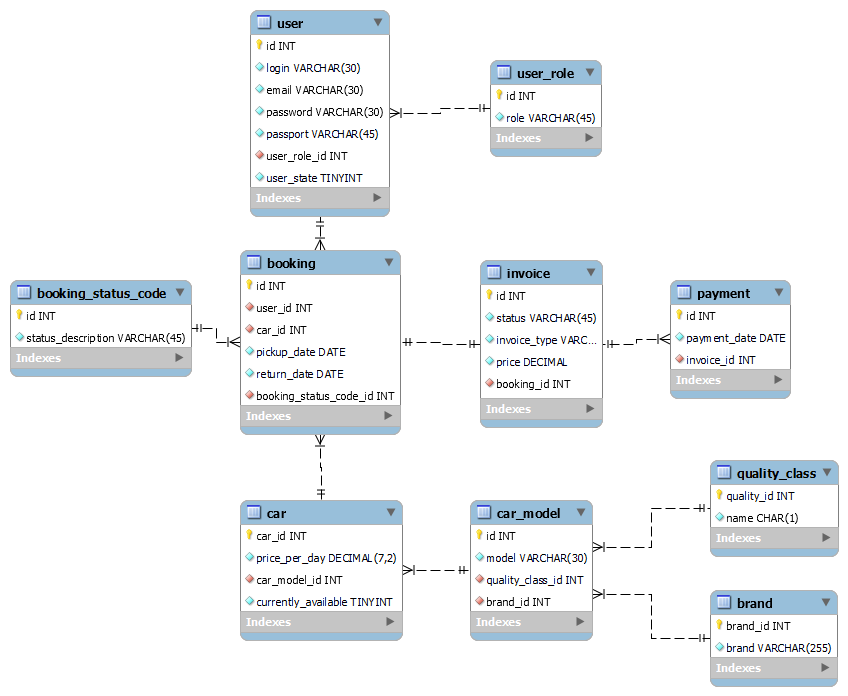 user
id INT
login VARCHAR(30)
email VARCHAR(30)
password VARCHAR(30)
passport VARCHAR(45)
user_role_id INT
user_state TINYINT
Indexes
user_role
id INT
role VARCHAR(45)
Indexes
booking_status_code
id INT
status_description VARCHAR(45)
Indexes
booking
id INT
user_id INT
car_id INT
pickup_date DATE
return_date DATE
booking_status_code_id INT
Indexes
invoice
id INT
status VARCHAR(45)
invoice_type VARC...
price DECIMAL
booking_id INT
Indexes
payment
id INT
payment_date DATE
invoice_id INT
Indexes
car
car_id INT
price_per_day DECIMAL(7,2)
car_model_id INT
currently_available TINYINT
Indexes
car_model
id INT
model VARCHAR(30)
quality_class_id INT
brand_id INT
Indexes
quality_class
quality_id INT
name CHAR(1)
Indexes
brand
brand_id INT
brand VARCHAR(255)
Indexes